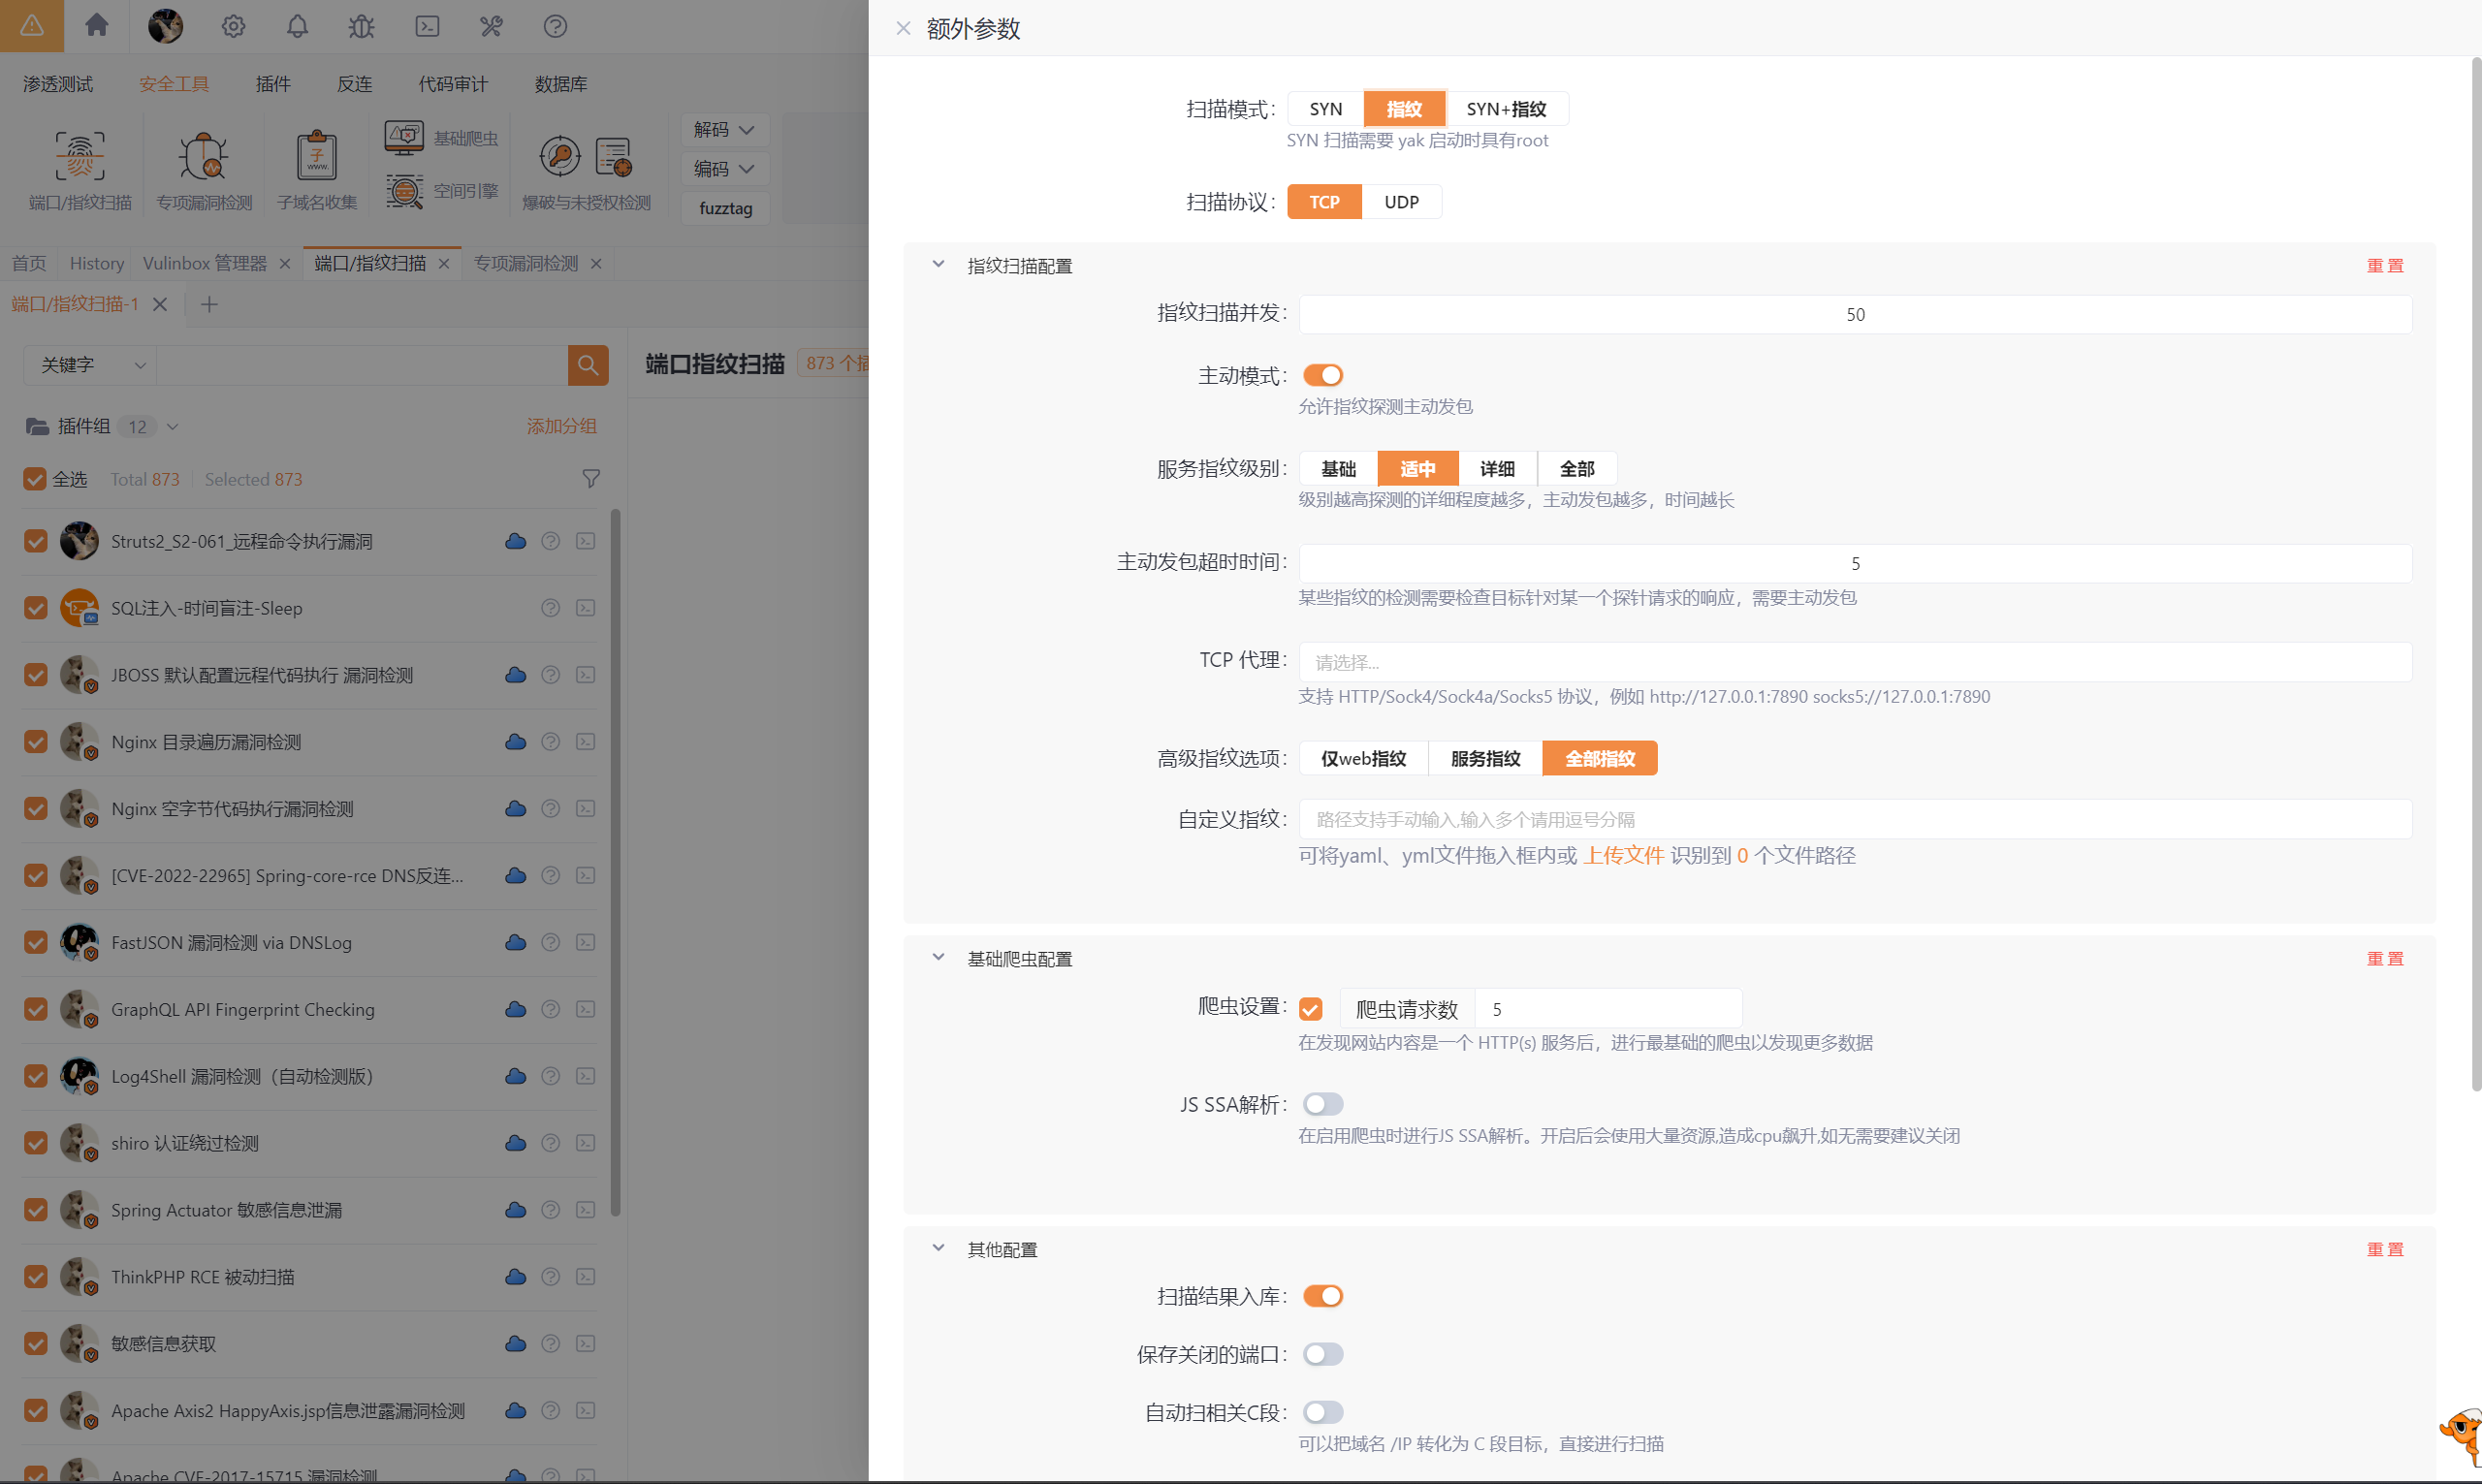 渗透测试 安全工具 插件 反连 代码审计 数据库
端口/指纹扫描
专项漏洞检测
子域名收集
基础爬虫
空间引擎
爆破与未授权检测
解码
编码
fuzztag
首页 History Vulinbox 管理器 端口/指纹扫描 专项漏洞检测
端口/指纹扫描-1
关键字
插件组 12 添加分组
全选 Total 873 Selected 873
Struts2_S2-061_远程命令执行漏洞
SQL注入-时间盲注-Sleep
JBOSS 默认配置远程代码执行 漏洞检测
Nginx 目录遍历漏洞检测
Nginx 空字节代码执行漏洞检测
[CVE-2022-22965] Spring-core-rce DNS反连...
FastJSON 漏洞检测 via DNSLog
GraphQL API Fingerprint Checking
Log4Shell 漏洞检测（自动检测版）
shiro 认证绕过检测
Spring Actuator 敏感信息泄漏
ThinkPHP RCE 被动扫描
敏感信息获取
Apache Axis2 HappyAxis.jsp信息泄露漏洞检测
Apache CVE-2017-15715 漏洞检测
端口指纹扫描 873 个
额外参数
扫描模式： SYN 指纹 SYN+指纹
SYN 扫描需要 yak 启动时具有root
扫描协议： TCP UDP
指纹扫描配置 重置
指纹扫描并发： 50
主动模式：
允许指纹探测主动发包
服务指纹级别： 基础 适中 详细 全部
级别越高探测的详细程度越多，主动发包越多，时间越长
主动发包超时时间： 5
某些指纹的检测需要检查目标针对某一个探针请求的响应，需要主动发包
TCP 代理： 请选择...
支持 HTTP/Sock4/Sock4a/Socks5 协议，例如 http://127.0.0.1:7890 socks5://127.0.0.1:7890
高级指纹选项： 仅web指纹 服务指纹 全部指纹
自定义指纹： 路径支持手动输入,输入多个请用逗号分隔
可将yaml、yml文件拖入框内或 上传文件 识别到 0 个文件路径
基础爬虫配置 重置
爬虫设置： 爬虫请求数 5
在发现网站内容是一个 HTTP(s) 服务后，进行最基础的爬虫以发现更多数据
JS SSA解析：
在启用爬虫时进行JS SSA解析。开启后会使用大量资源,造成cpu飙升,如无需要建议关闭
其他配置 重置
扫描结果入库：
保存关闭的端口：
自动扫相关C段：
可以把域名 /IP 转化为 C 段目标，直接进行扫描